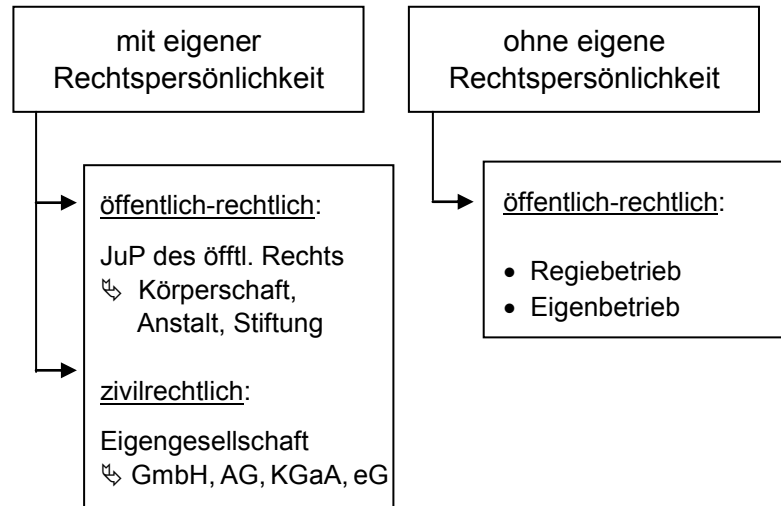 mit eigener
Rechtspersönlichkeit
öffentlich-rechtlich:
JuP des öfftl. Rechts
⮱ Körperschaft,
Anstalt, Stiftung
zivilrechtlich:
Eigengesellschaft
⮱ GmbH, AG, KGaA, eG
ohne eigene
Rechtspersönlichkeit
öffentlich-rechtlich:
• Regiebetrieb
• Eigenbetrieb